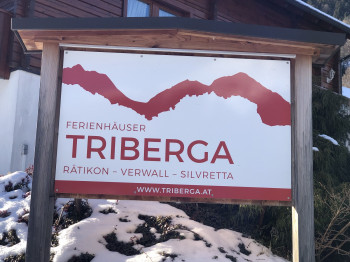 FERIENHÄUSER
TRIBERGA
RÄTIKON – VERWALL – SILVRETTA
WWW.TRIBERGA.AT